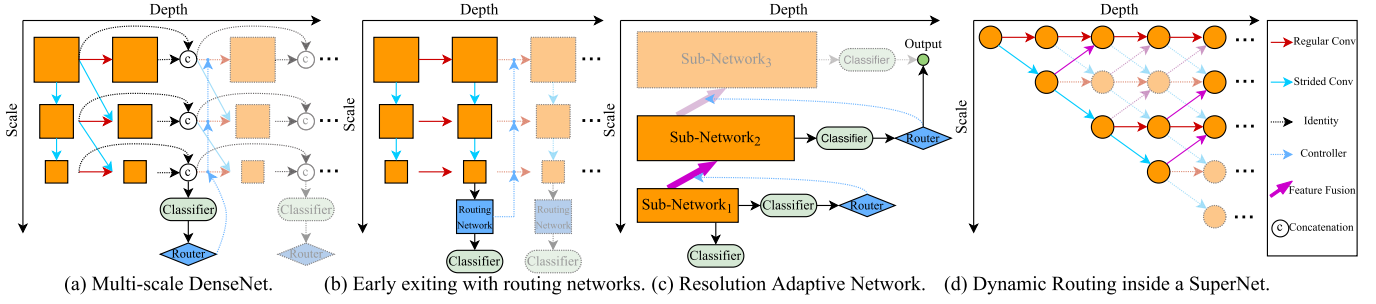 Depth
Scale
c
c
c
c
c
c
Classifier
Router
Classifier
Router
(a) Multi-scale DenseNet.
Depth
Scale
Routing
Network
Classifier
Routing
Network
Classifier
(b) Early exiting with routing networks.
Depth
Scale
Sub-Network3
Classifier
Output
Sub-Network2
Classifier
Router
Sub-Network1
Classifier
Router
Classifier
(c) Resolution Adaptive Network.
Depth
Scale
(d) Dynamic Routing inside a SuperNet.
Regular Conv
Strided Conv
Identity
Controller
Feature Fusion
c Concatenation